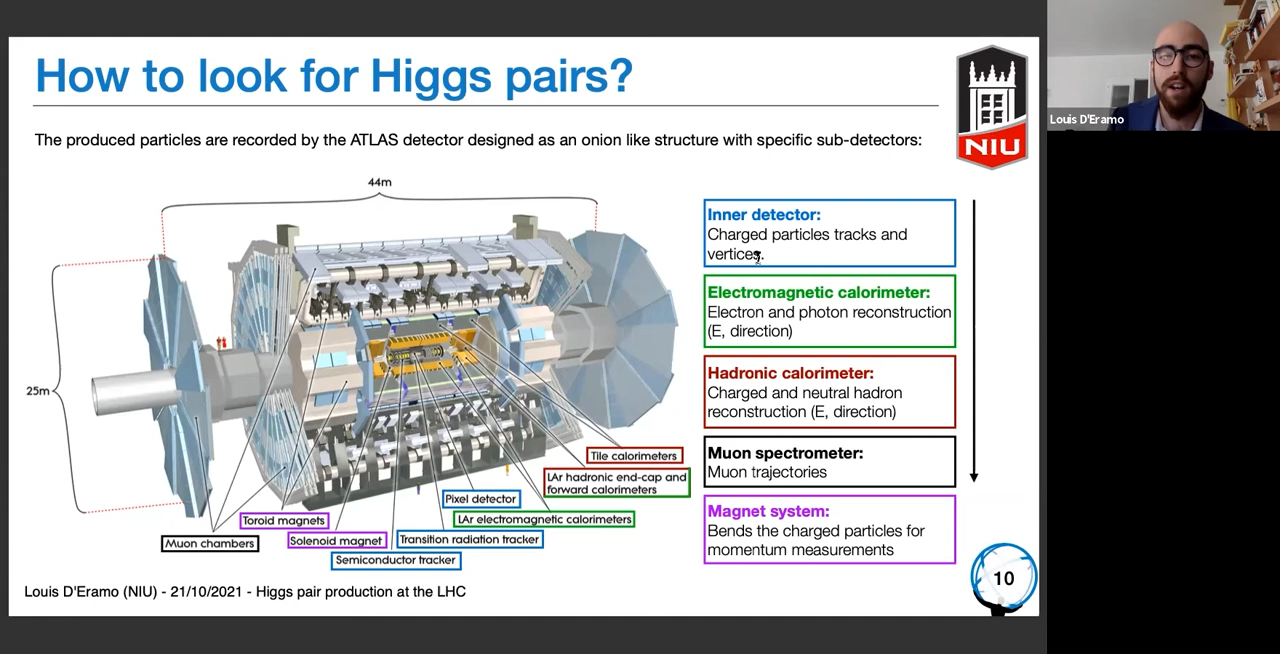 How to look for Higgs pairs?
NIU
Louis D'Eramo
The produced particles are recorded by the ATLAS detector designed as an onion like structure with specific sub-detectors:
44m
25m
Tile calorimeters
LAr hadronic end-cap and
forward calorimeters
Pixel detector
LAr electromagnetic calorimeters
Toroid magnets
Solenoid magnet
Transition radiation tracker
Muon chambers
Semiconductor tracker
Inner detector:
Charged particles tracks and
vertices.
Electromagnetic calorimeter:
Electron and photon reconstruction
(E, direction)
Hadronic calorimeter:
Charged and neutral hadron
reconstruction (E, direction)
Muon spectrometer:
Muon trajectories
Magnet system:
Bends the charged particles for
momentum measurements
Louis D'Eramo (NIU) - 21/10/2021 - Higgs pair production at the LHC
10